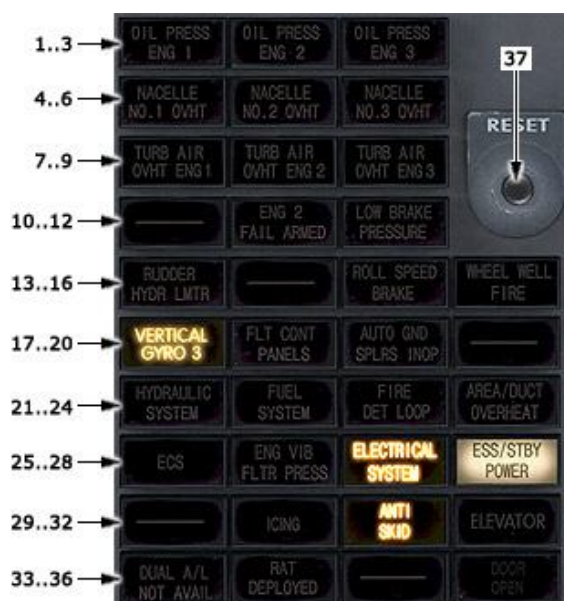 1..3
OIL PRESS ENG 1
OIL PRESS ENG 2
OIL PRESS ENG 3
37
4..6
NACELLE NO.1 OVHT
NACELLE NO.2 OVHT
NACELLE NO.3 OVHT
RESET
7..9
TURB AIR OVHT ENG 1
TURB AIR OVHT ENG 2
TURB AIR OVHT ENG 3
10..12
ENG 2 FAIL ARMED
LOW BRAKE PRESSURE
13..16
RUDDER HYDR LMTR
ROLL SPEED BRAKE
WHEEL WELL FIRE
17..20
VERTICAL GYRO 3
FLT CONT PANELS
AUTO GND SPLRS INOP
21..24
HYDRAULIC SYSTEM
FUEL SYSTEM
FIRE DET LOOP
AREA/DUCT OVERHEAT
25..28
ECS
ENG VIB FLTR PRESS
ELECTRICAL SYSTEM
ESS/STBY POWER
29..32
ICING
ANTI SKID
ELEVATOR
33..36
DUAL A/L NOT AVAIL
RAT DEPLOYED
DOOR OPEN